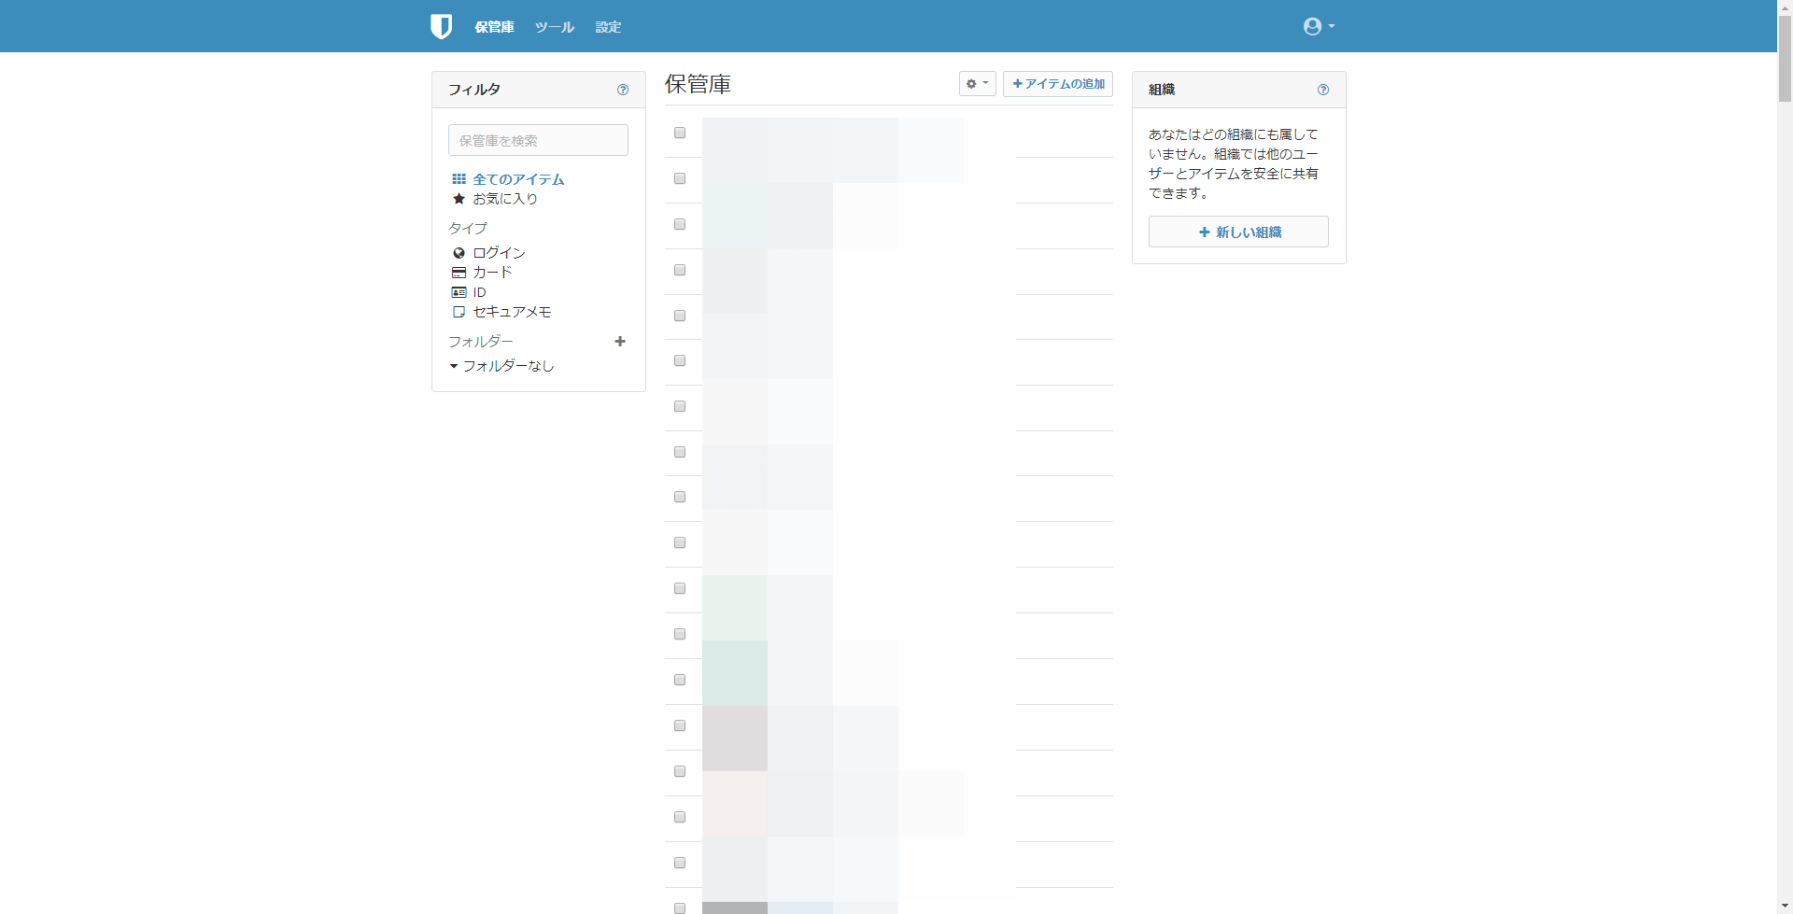 保管庫 ツール 設定
フィルタ
保管庫を検索
全てのアイテム
お気に入り
タイプ
ログイン
カード
ID
セキュアメモ
フォルダー
フォルダーなし
保管庫
アイテムの追加
組織
あなたはどの組織にも属して
いません。組織では他のユー
ザーとアイテムを安全に共有
できます。
新しい組織